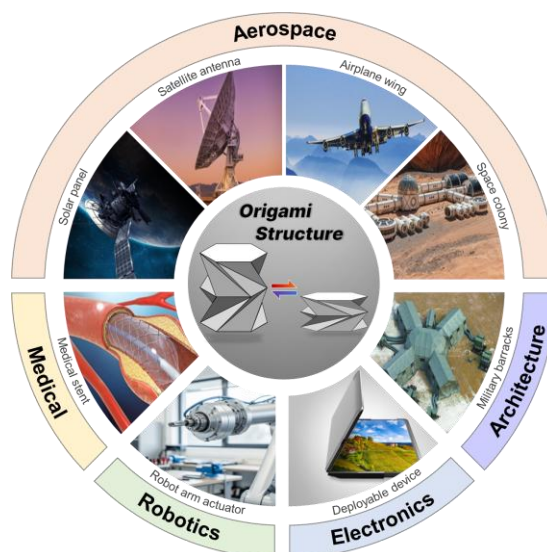 Aerospace
Satellite antenna
Airplane wing
Solar panel
Space colony
Origami
Structure
Medical
Medical stent
Military barracks
Architecture
Robot arm actuator
Deployable device
Robotics
Electronics